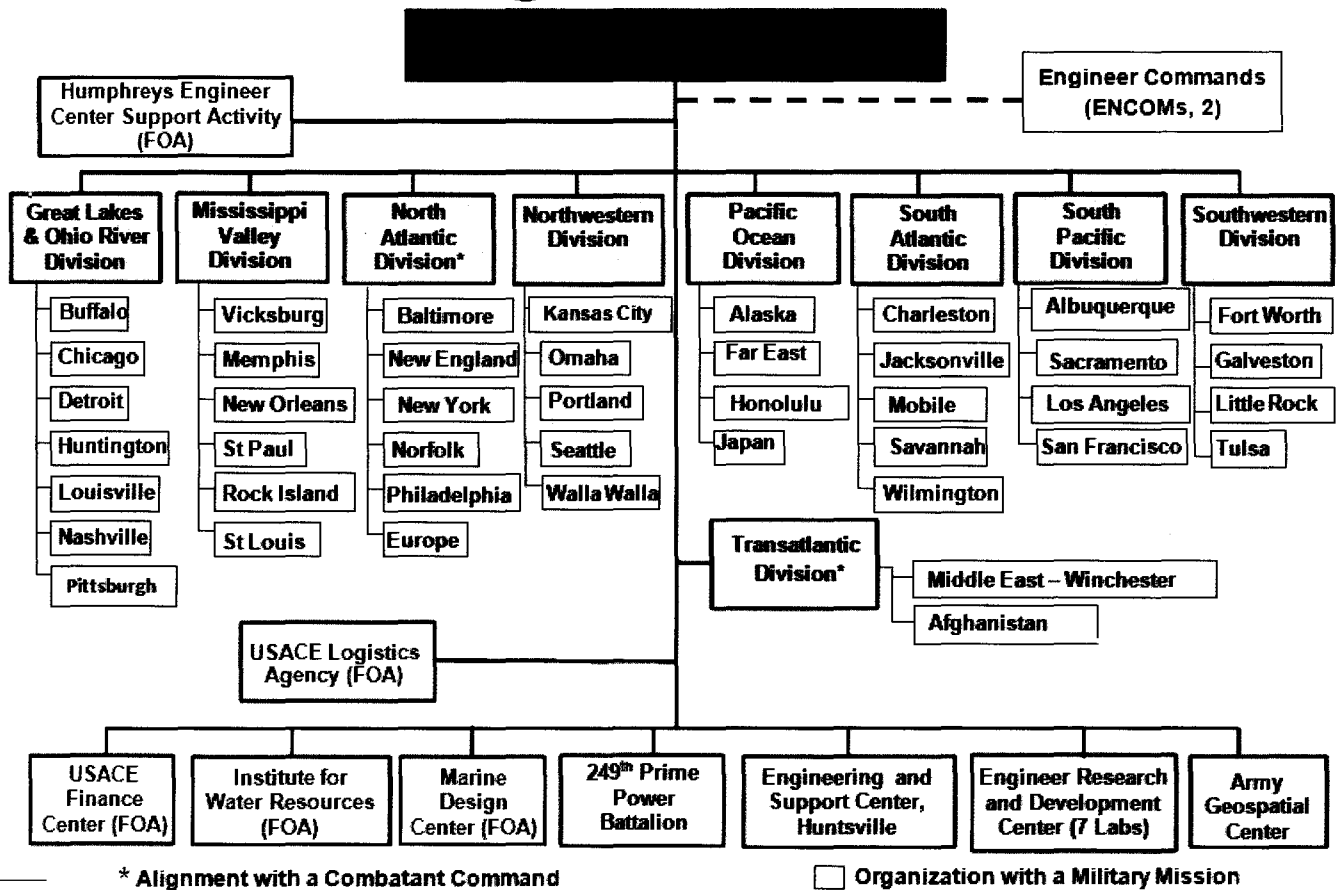 Humphreys Engineer
Center Support Activity
(FOA)
Engineer Commands
(ENCOMs, 2)
Great Lakes
& Ohio River
Division
Buffalo
Chicago
Detroit
Huntington
Louisville
Nashville
Pittsburgh
Mississippi
Valley
Division
Vicksburg
Memphis
New Orleans
St Paul
Rock Island
St Louis
North
Atlantic
Division*
Baltimore
New England
New York
Norfolk
Philadelphia
Europe
Northwestern
Division
Kansas City
Omaha
Portland
Seattle
Walla Walla
Pacific
Ocean
Division
Alaska
Far East
Honolulu
Japan
South
Atlantic
Division
Charleston
Jacksonville
Mobile
Savannah
Wilmington
South
Pacific
Division
Albuquerque
Sacramento
Los Angeles
San Francisco
Southwestern
Division
Fort Worth
Galveston
Little Rock
Tulsa
Transatlantic
Division*
Middle East – Winchester
Afghanistan
USACE Logistics
Agency (FOA)
USACE
Finance
Center (FOA)
Institute for
Water Resources
(FOA)
Marine
Design
Center (FOA)
249th Prime
Power
Battalion
Engineering and
Support Center,
Huntsville
Engineer Research
and Development
Center (7 Labs)
Army
Geospatial
Center
* Alignment with a Combatant Command
Organization with a Military Mission